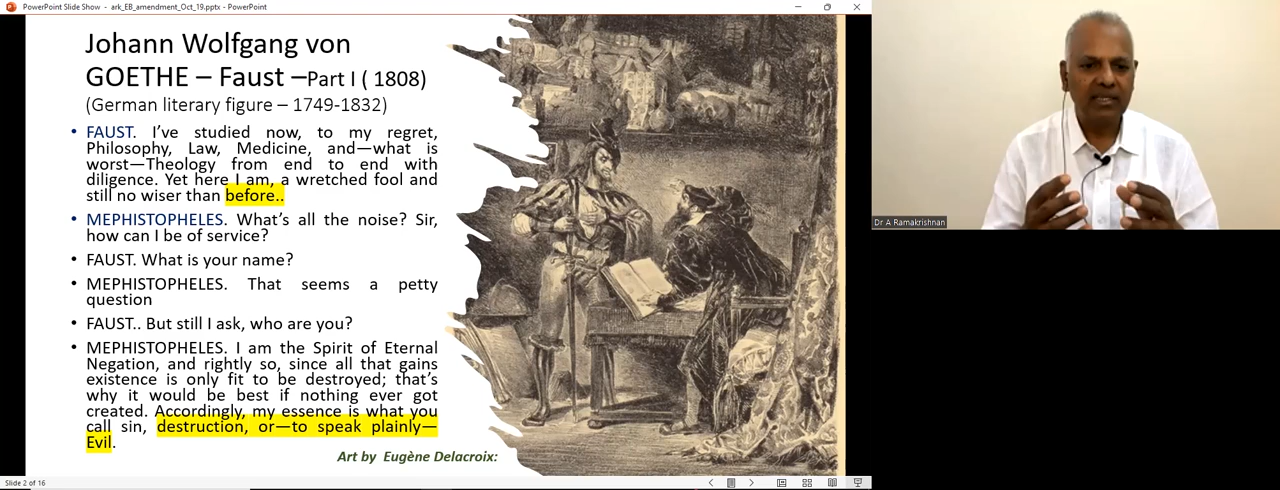 PowerPoint Slide Show - ark_EB_amendment_Oct_19.pptx - PowerPoint
Johann Wolfgang von
GOETHE – Faust –Part I ( 1808)
(German literary figure – 1749-1832)
• FAUST. I’ve studied now, to my regret,
Philosophy, Law, Medicine, and—what is
worst—Theology from end to end with
diligence. Yet here I am, a wretched fool and
still no wiser than before..
• MEPHISTOPHELES. What’s all the noise? Sir,
how can I be of service?
• FAUST. What is your name?
• MEPHISTOPHELES. That seems a petty
question
• FAUST.. But still I ask, who are you?
• MEPHISTOPHELES. I am the Spirit of Eternal
Negation, and rightly so, since all that gains
existence is only fit to be destroyed; that’s
why it would be best if nothing ever got
created. Accordingly, my essence is what you
call sin, destruction, or—to speak plainly—
Evil.
Art by Eugène Delacroix:
Slide 2 of 16
Dr A Ramakrishnan